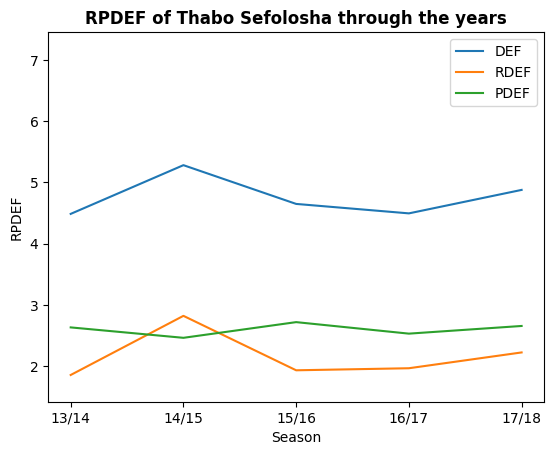 RPDEF of Thabo Sefolosha through the years
DEF
RDEF
PDEF
7
6
5
4
3
2
RPDEF
13/14 14/15 15/16 16/17 17/18
Season